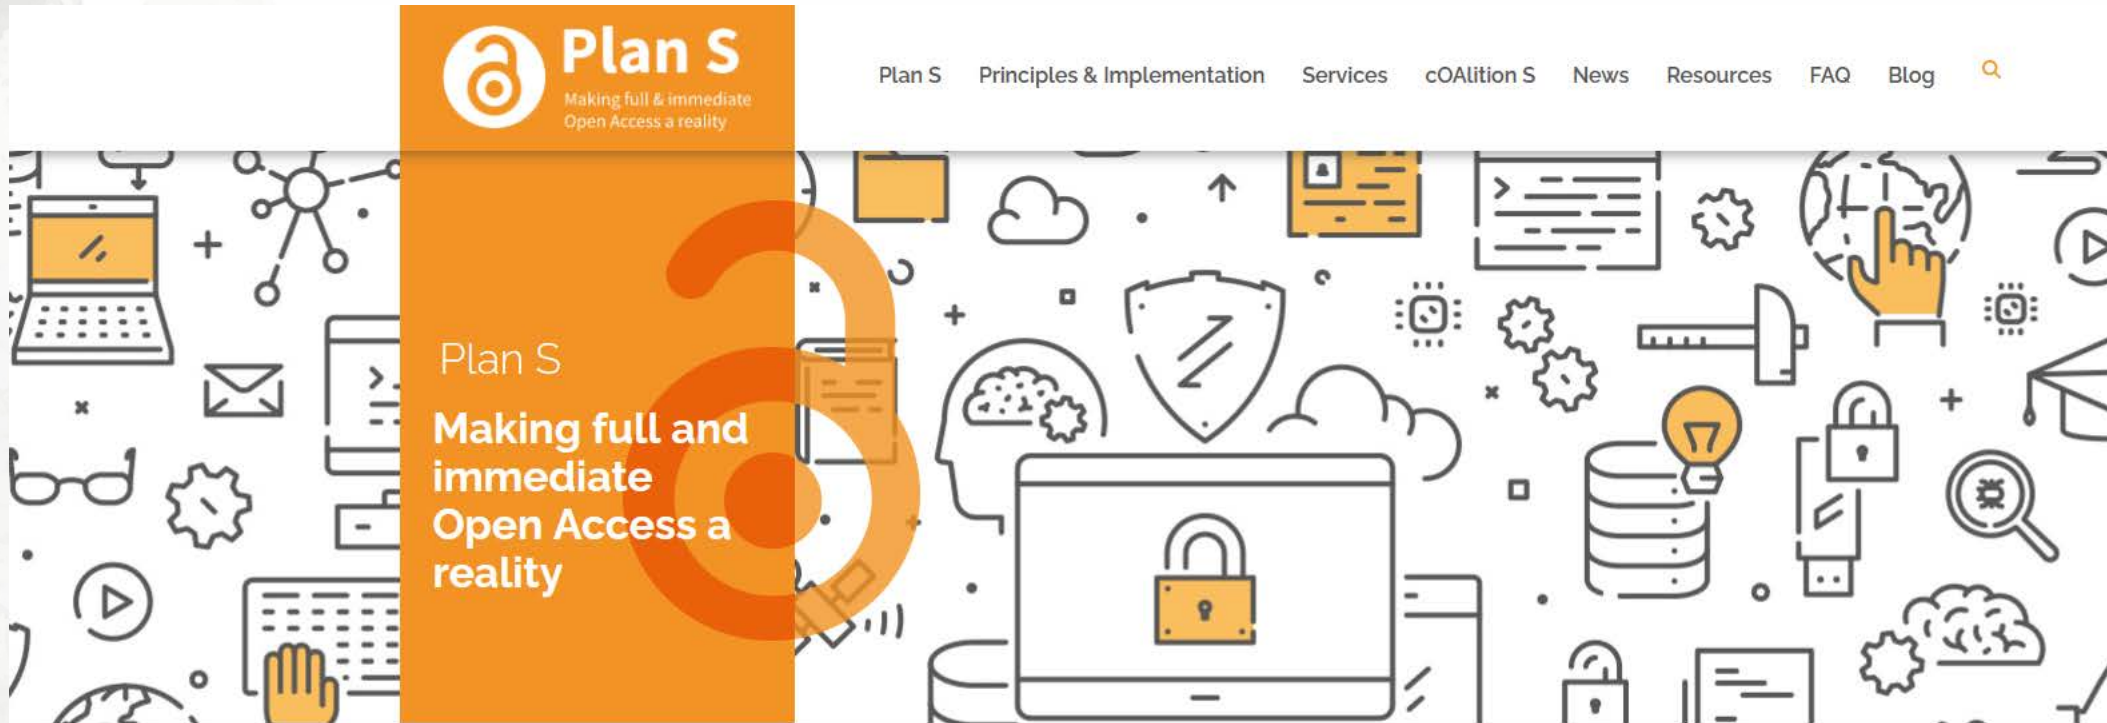 Plan S
Making full & immediate
Open Access a reality
Plan S Principles & Implementation Services cOAlition S News Resources FAQ Blog
Plan S
Making full and
immediate
Open Access a
reality